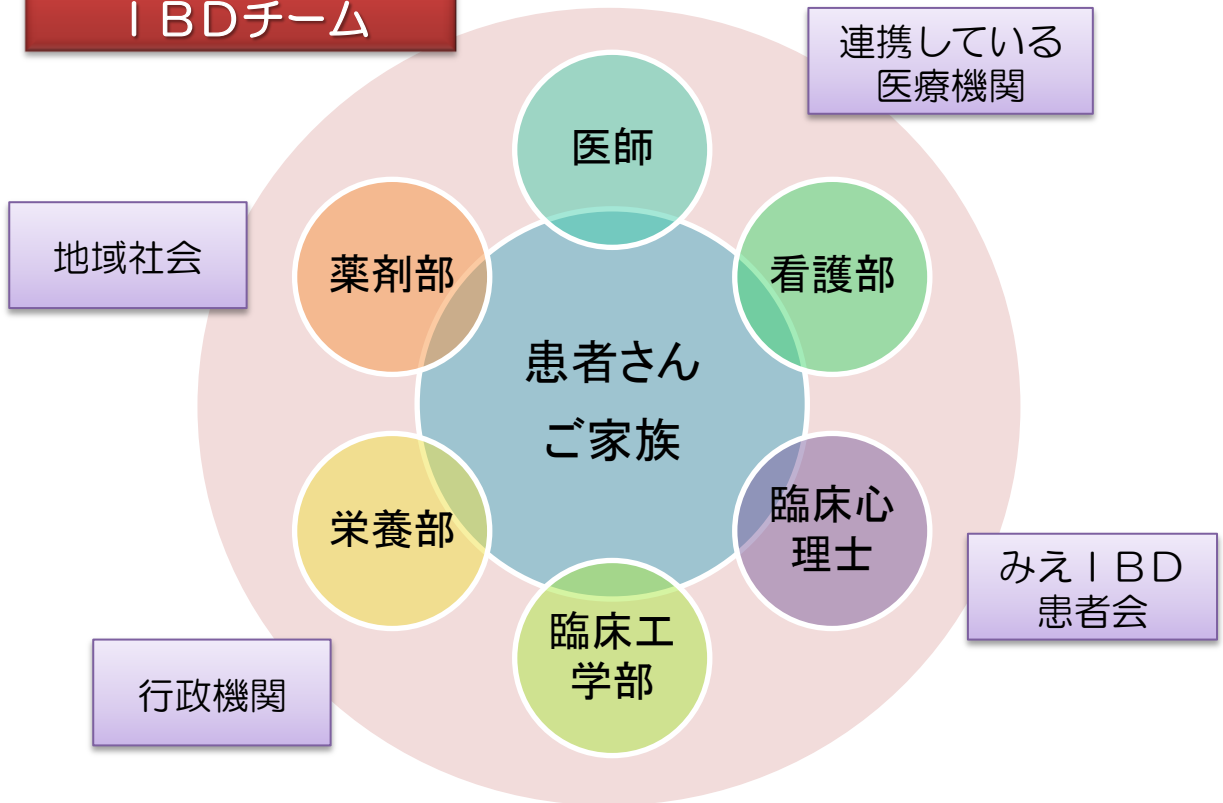 ⅠBDチーム
連携している
医療機関
医師
地域社会
薬剤部
看護部
患者さん
ご家族
栄養部
臨床心
理士
みえⅠBD
患者会
臨床工
学部
行政機関